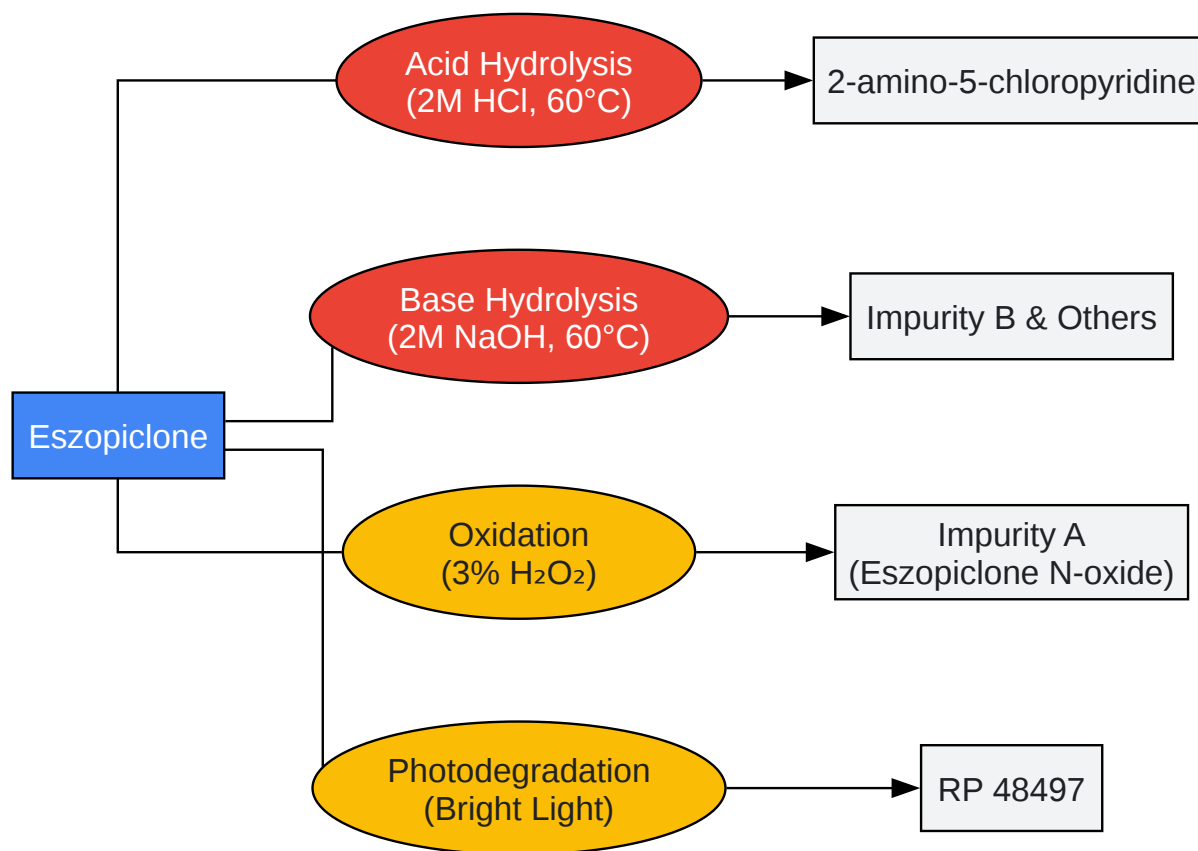 Acid Hydrolysis
(2M HCl, 60°C)
2-amino-5-chloropyridine
Base Hydrolysis
(2M NaOH, 60°C)
Impurity B & Others
Eszopiclone
Oxidation
(3% H₂O₂)
Impurity A
(Eszopiclone N-oxide)
Photodegradation
(Bright Light)
RP 48497